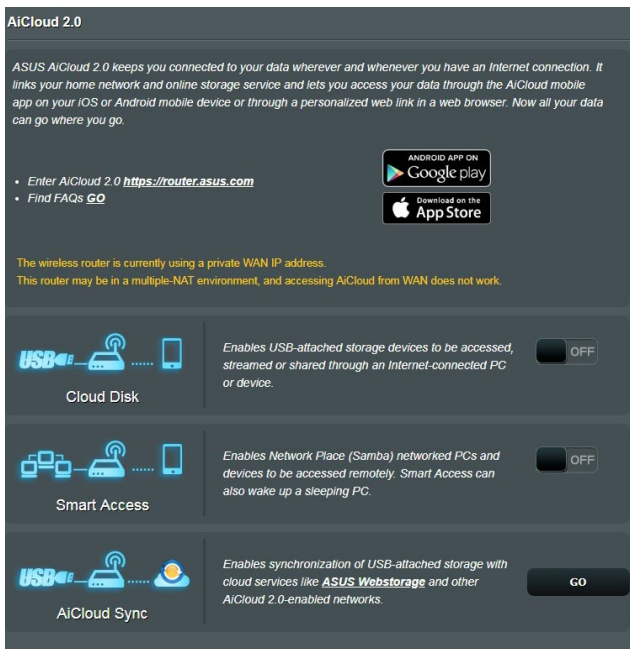 AiCloud 2.0
ASUS AiCloud 2.0 keeps you connected to your data wherever and whenever you have an Internet connection. It
links your home network and online storage service and lets you access your data through the AiCloud mobile
app on your iOS or Android mobile device or through a personalized web link in a web browser. Now all your data
can go where you go.
ANDROID APP ON
Google play
• Enter AiCloud 2.0 https://router.asus.com
• Find FAQs GO
Download on the
App Store
The wireless router is currently using a private WAN IP address.
This router may be in a multiple-NAT environment, and accessing AiCloud from WAN does not work.
USB
Cloud Disk
Enables USB-attached storage devices to be accessed,
streamed or shared through an Internet-connected PC
or device.
OFF
Smart Access
Enables Network Place (Samba) networked PCs and
devices to be accessed remotely. Smart Access can
also wake up a sleeping PC.
OFF
USB
AiCloud Sync
Enables synchronization of USB-attached storage with
cloud services like ASUS Webstorage and other
AiCloud 2.0-enabled networks.
GO